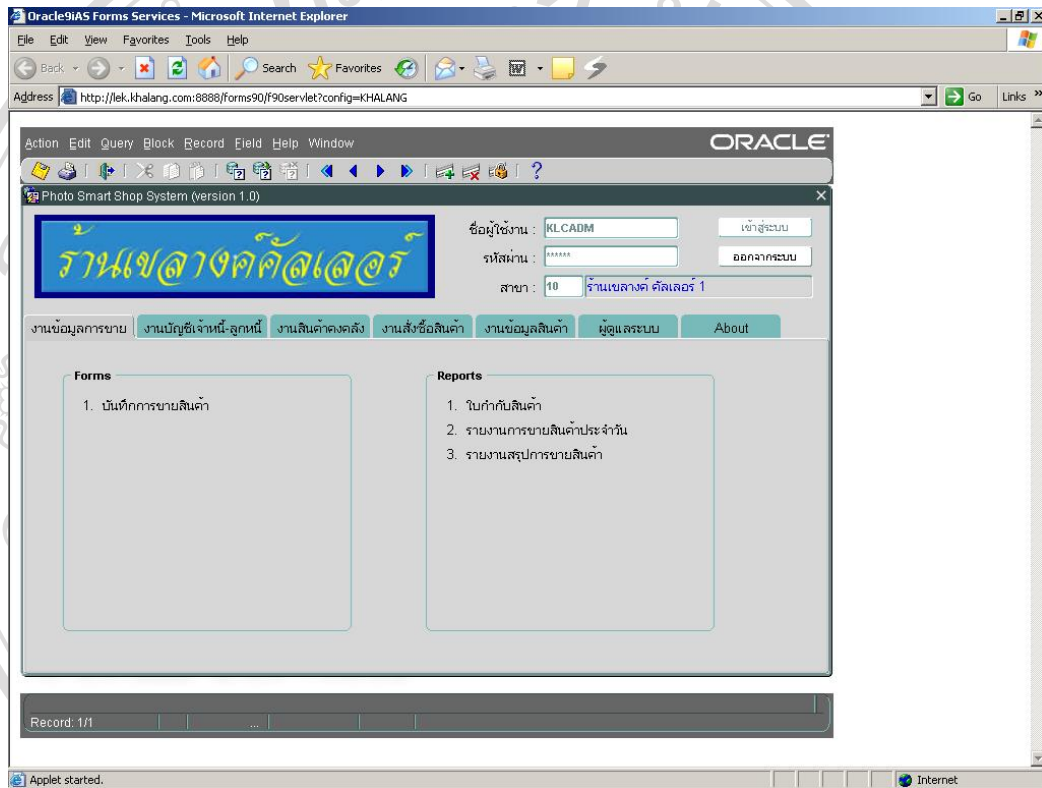 Oracle9iAS Forms Services - Microsoft Internet Explorer
File Edit View Favorites Tools Help
Back Search Favorites
Address http://lek.khalang.com:8888/forms90/f90servlet?config=KHALANG Go Links »
Action Edit Query Block Record Field Help Window ORACLE
Photo Smart Shop System (version 1.0)
ร้านเขลางค์คัลเลอร์
ชื่อผู้ใช้งาน : KLCADM เข้าสู่ระบบ
รหัสผ่าน : ****** ออกจากระบบ
สาขา : 10 ร้านเขลางค์ คัลเลอร์ 1
งานข้อมูลการขาย งานบัญชีเจ้าหนี้-ลูกหนี้ งานสินค้าคงคลัง งานสั่งซื้อสินค้า งานข้อมูลสินค้า ผู้ดูแลระบบ About
Forms
1. บันทึกการขายสินค้า
Reports
1. ใบกำกับสินค้า
2. รายงานการขายสินค้าประจำวัน
3. รายงานสรุปการขายสินค้า
Record: 1/1 ...
Applet started. Internet